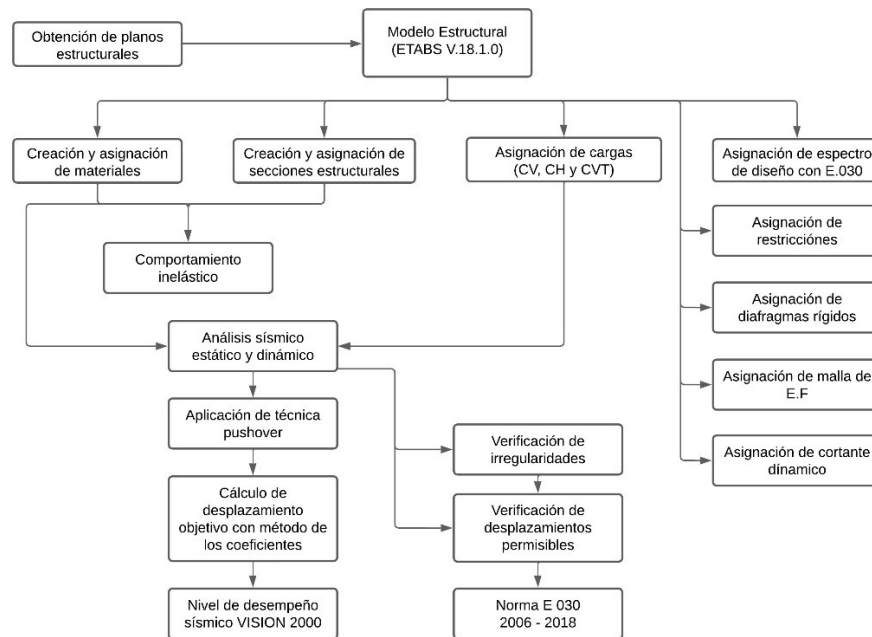 Obtención de planos
estructurales
Modelo Estructural
(ETABS V.18.1.0)
Creación y asignación
de materiales
Creación y asignación de
secciones estructurales
Asignación de cargas
(CV, CH y CVT)
Asignación de espectro
de diseño con E.030
Asignación de
restricciónes
Comportamiento
inelástico
Asignación de
diafragmas rígidos
Análisis sísmico
estático y dinámico
Asignación de malla de
E.F
Aplicación de técnica
pushover
Verificación de
irregularidades
Asignación de cortante
dínamico
Cálculo de
desplazamiento
objetivo con método de
los coeficientes
Verificación de
desplazamientos
permisibles
Nivel de desempeño
sísmico VISION 2000
Norma E 030
2006 - 2018